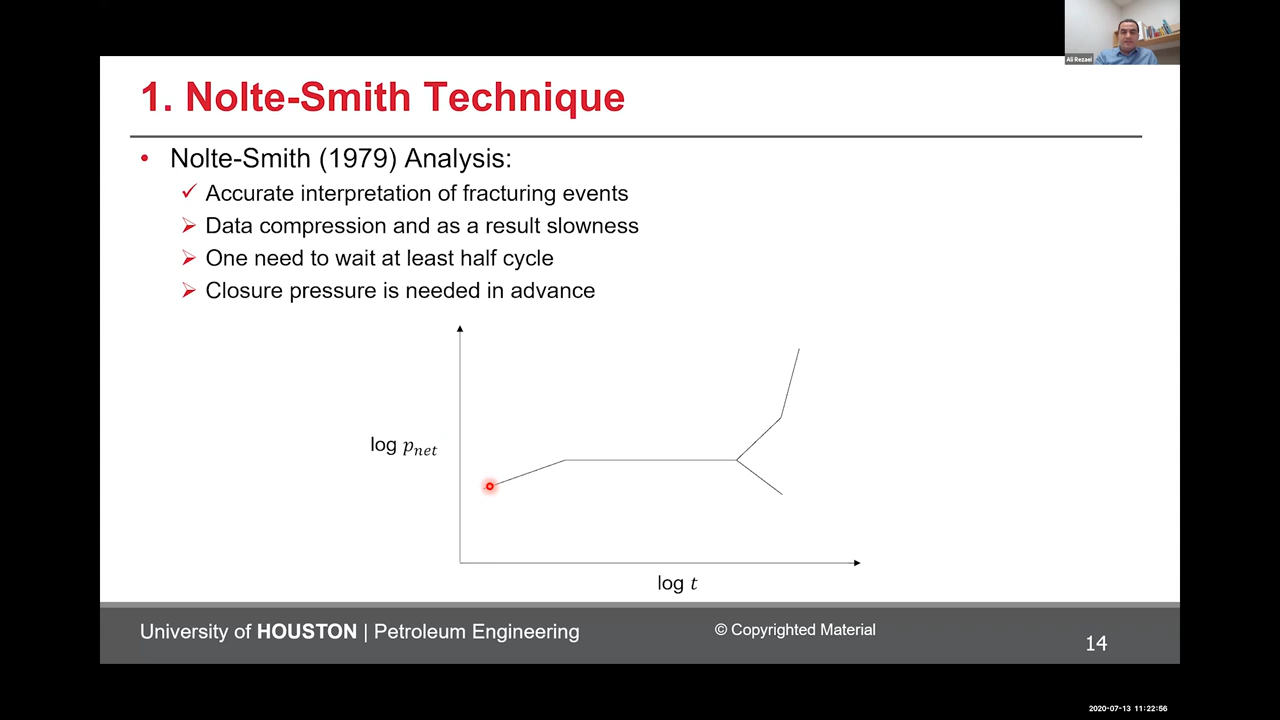 Ali Rezaei
1. Nolte-Smith Technique
• Nolte-Smith (1979) Analysis:
✓ Accurate interpretation of fracturing events
➢ Data compression and as a result slowness
➢ One need to wait at least half cycle
➢ Closure pressure is needed in advance
log p_net
log t
University of HOUSTON | Petroleum Engineering
© Copyrighted Material
14
2020-07-13 11:22:56